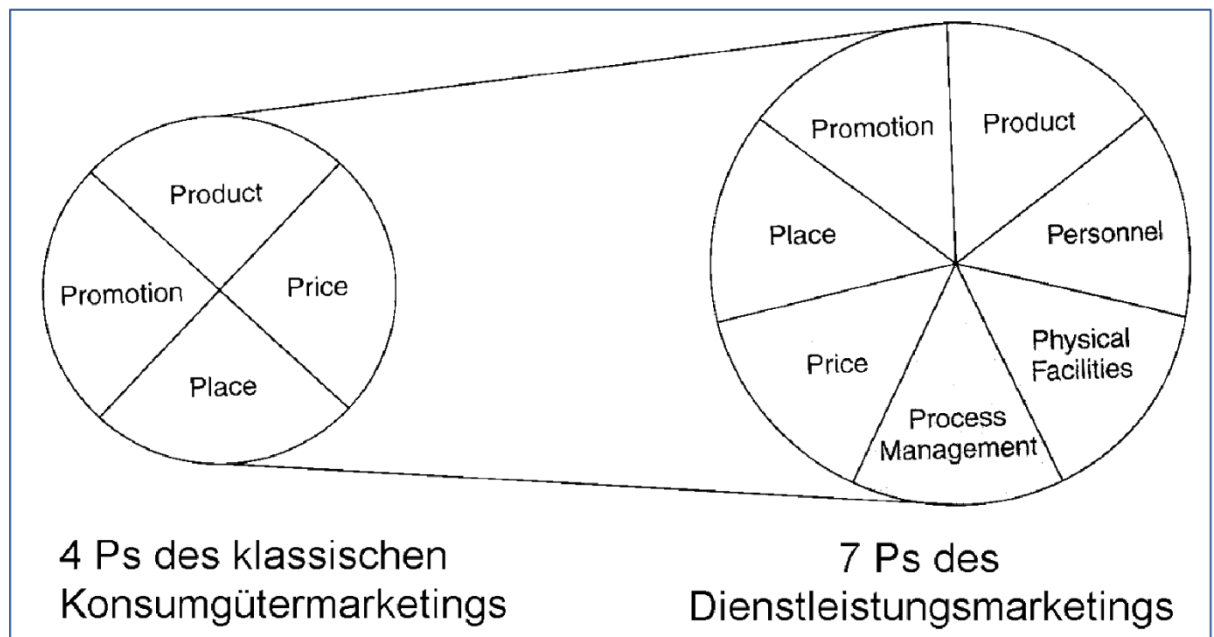 Product
Promotion
Price
Place
Promotion
Product
Place
Personnel
Price
Physical
Facilities
Process
Management
4 Ps des klassischen
Konsumgütermarketings
7 Ps des
Dienstleistungsmarketings